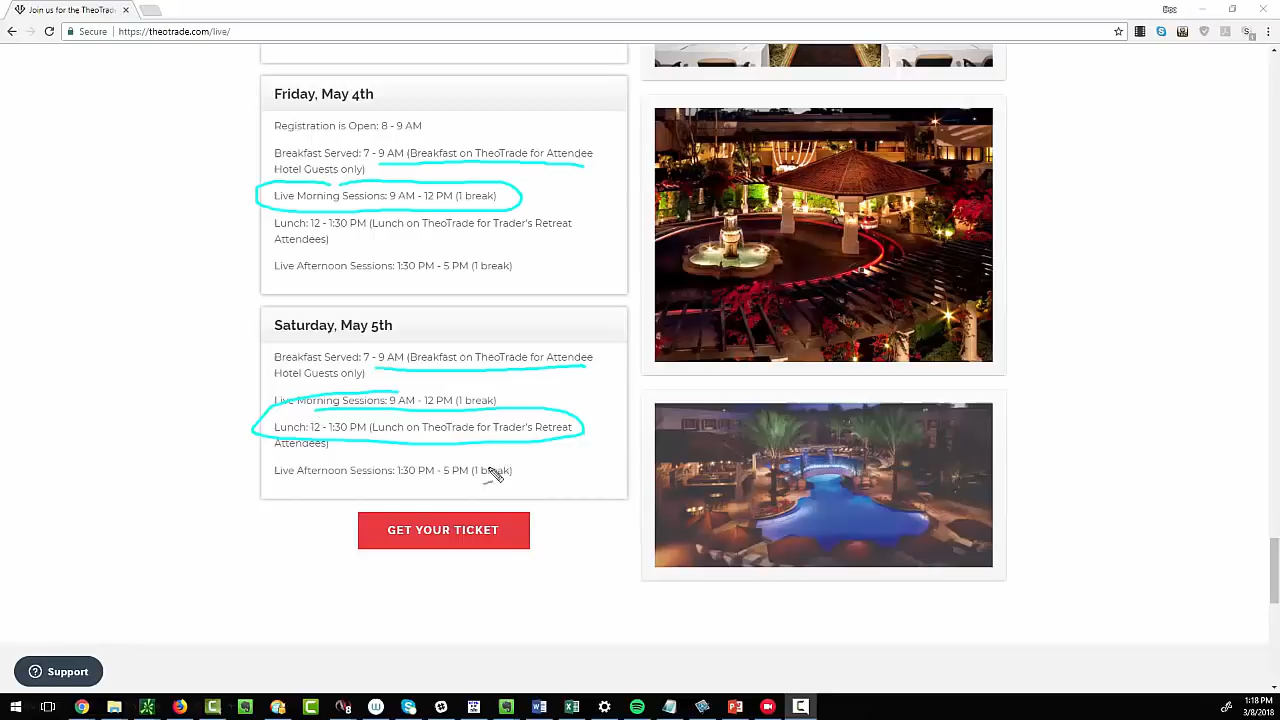 Join us for the TheoTrad
Doc
Secure
https://theotrade.com/live/
Friday, May 4th
Registration is Open: 8 - 9 AM
Breakfast Served: 7 - 9 AM (Breakfast on TheoTrade for Attendee
Hotel Guests only)
Live Morning Sessions: 9 AM - 12 PM (1 break)
Lunch: 12 - 1:30 PM (Lunch on TheoTrade for Trader's Retreat
Attendees)
Live Afternoon Sessions: 1:30 PM - 5 PM (1 break)
Saturday, May 5th
Breakfast Served: 7 - 9 AM (Breakfast on TheoTrade for Attendee
Hotel Guests only)
Live Morning Sessions: 9 AM - 12 PM (1 break)
Lunch: 12 - 1:30 PM (Lunch on TheoTrade for Trader's Retreat
Attendees)
Live Afternoon Sessions: 1:30 PM - 5 PM (1 break)
GET YOUR TICKET
Support
1:18 PM
3/8/2018